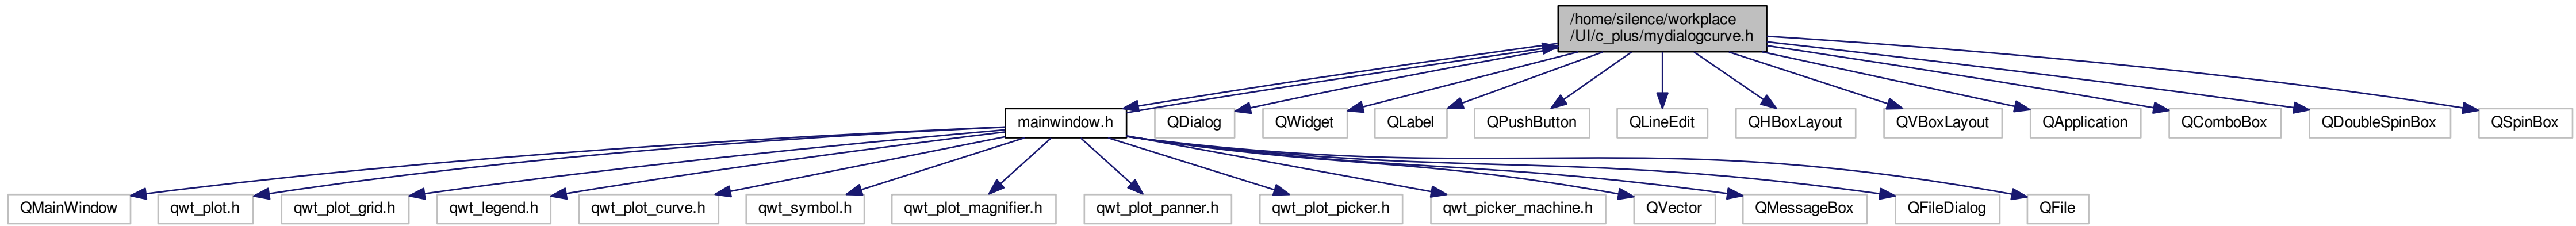 /home/silence/workplace
/UI/c_plus/mydialogcurve.h
mainwindow.h
QDialog
QWidget
QLabel
QPushButton
QLineEdit
QHBoxLayout
QVBoxLayout
QApplication
QComboBox
QDoubleSpinBox
QSpinBox
QMainWindow
qwt_plot.h
qwt_plot_grid.h
qwt_legend.h
qwt_plot_curve.h
qwt_symbol.h
qwt_plot_magnifier.h
qwt_plot_panner.h
qwt_plot_picker.h
qwt_picker_machine.h
QVector
QMessageBox
QFileDialog
QFile